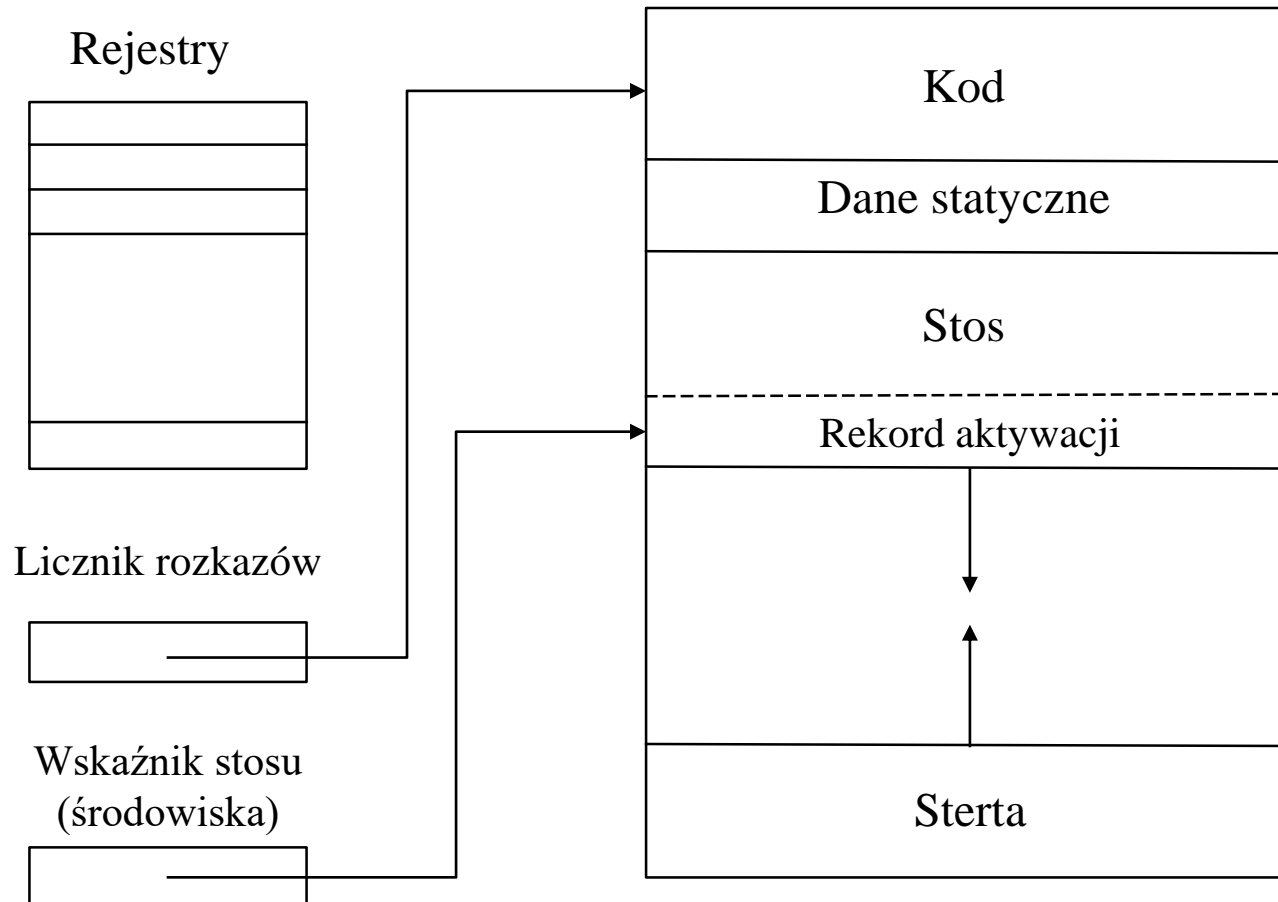 Rejestry
Kod
Dane statyczne
Stos
Rekord aktywacji
Licznik rozkazów
Wskaźnik stosu
(środowiska)
Sterta